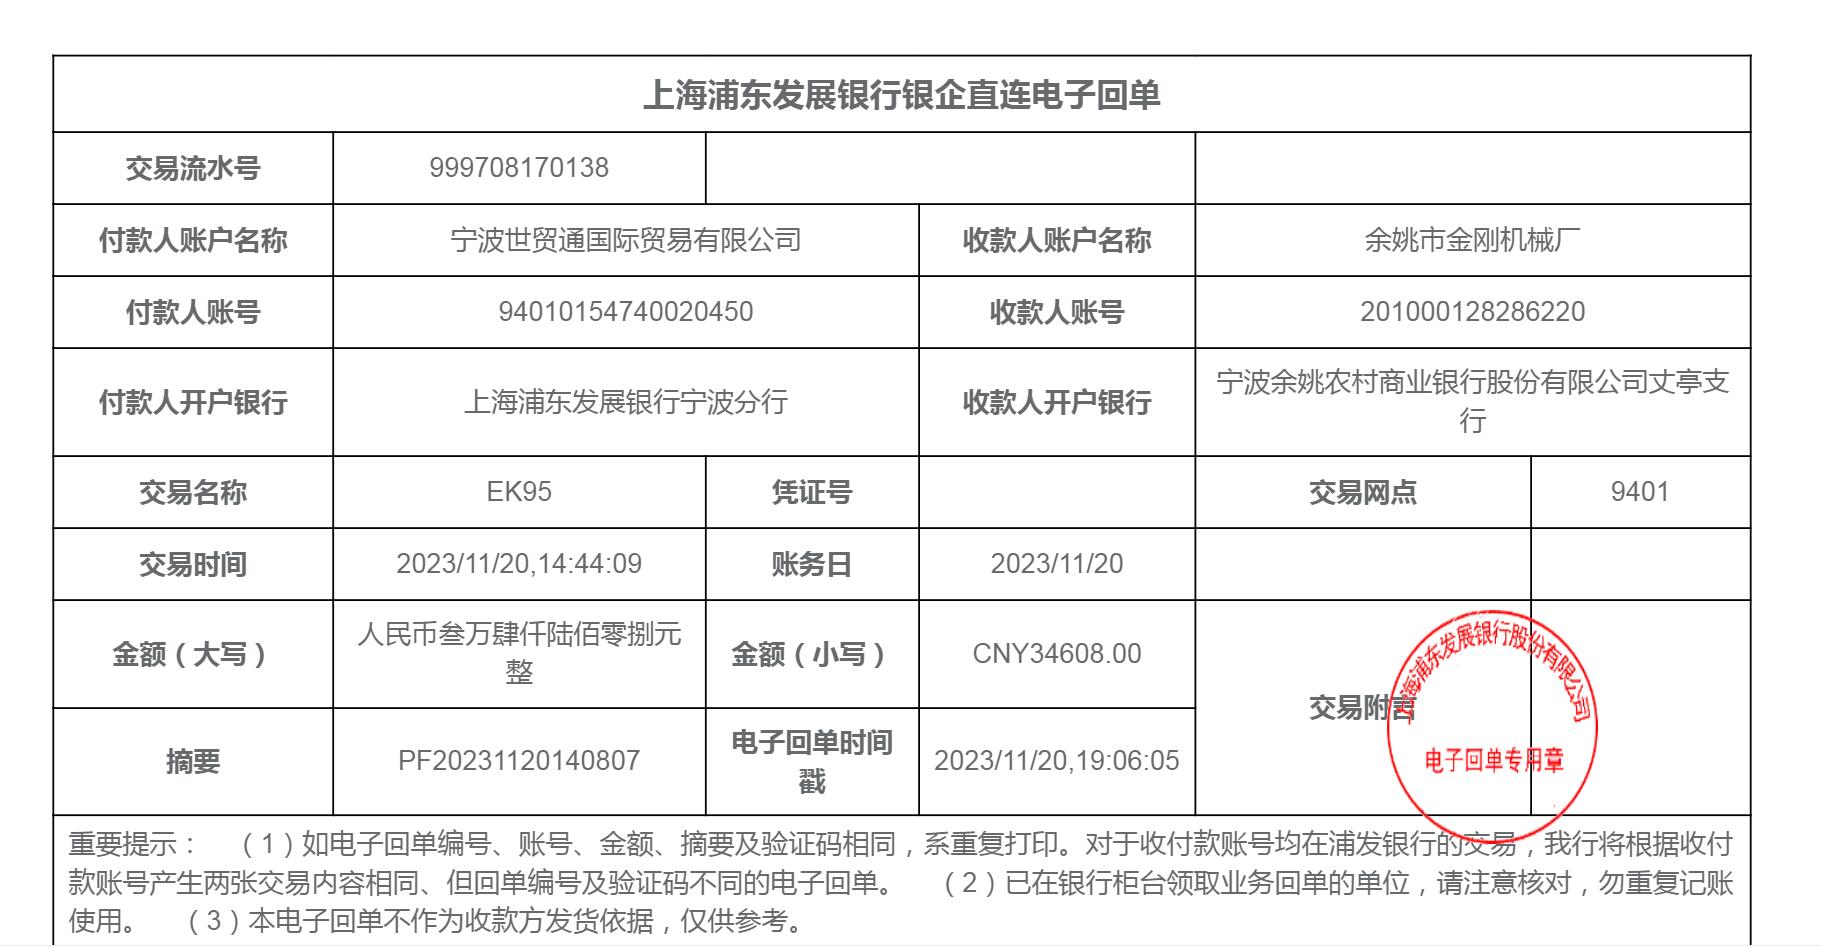 上海浦东发展银行银企直连电子回单
交易流水号 999708170138
付款人账户名称 宁波世贸通国际贸易有限公司 收款人账户名称 余姚市金刚机械厂
付款人账号 94010154740020450 收款人账号 201000128286220
付款人开户银行 上海浦东发展银行宁波分行 收款人开户银行 宁波余姚农村商业银行股份有限公司丈亭支
行
交易名称 EK95 凭证号 交易网点 9401
交易时间 2023/11/20,14:44:09 账务日 2023/11/20
金额（大写） 人民币叁万肆仟陆佰零捌元
整
金额（小写） CNY34608.00
交易附言
上海浦东发展银行股份有限公司
电子回单专用章
摘要 PF20231120140807 电子回单时间
戳
2023/11/20,19:06:05
重要提示： （1）如电子回单编号、账号、金额、摘要及验证码相同，系重复打印。对于收付款账号均在浦发银行的交易，我行将根据收付
款账号产生两张交易内容相同、但回单编号及验证码不同的电子回单。 （2）已在银行柜台领取业务回单的单位，请注意核对，勿重复记账
使用。 （3）本电子回单不作为收款方发货依据，仅供参考。